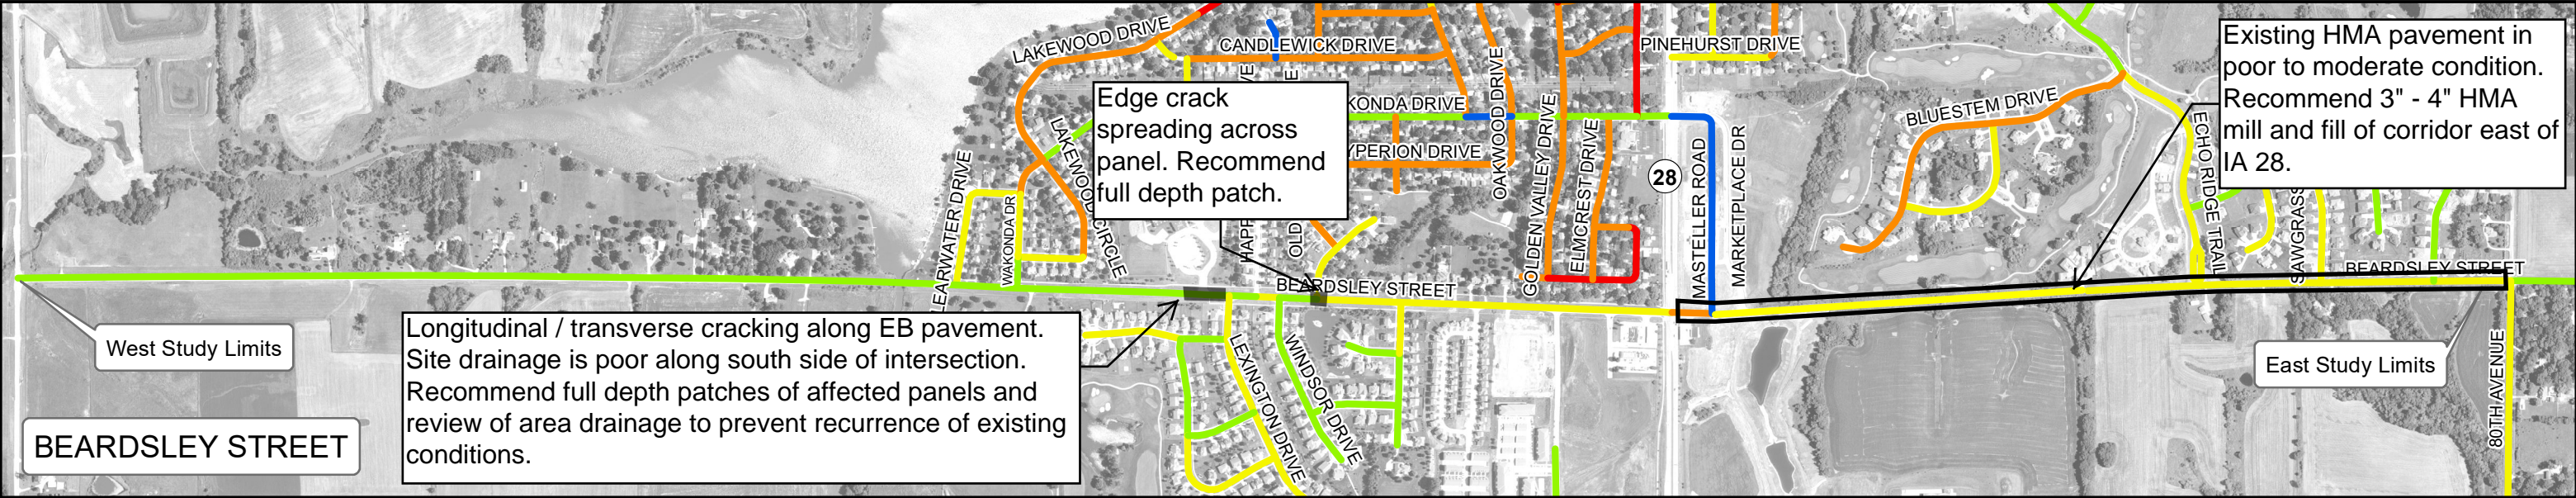 LAKEWOOD DRIVE
CANDLEWICK DRIVE
PINEHURST DRIVE
Existing HMA pavement in
poor to moderate condition.
Recommend 3" - 4" HMA
mill and fill of corridor east of
IA 28.
Edge crack
spreading across
panel. Recommend
full depth patch.
VE
E
KONDA DRIVE
YPERION DRIVE
OAKWOOD DRIVE
GOLDEN VALLEY DRIVE
ELMCREST DRIVE
28
MASTELLER ROAD
MARKETPLACE DR
BLUESTEM DRIVE
ECHO RIDGE TRAIL
SAWGRASS
LAKEWOOD CIRCLE
LEARWATER DRIVE
WAKONDA DR
HAPP
OLD
BEARDSLEY STREET
BEARDSLEY STREET
West Study Limits
Longitudinal / transverse cracking along EB pavement.
Site drainage is poor along south side of intersection.
Recommend full depth patches of affected panels and
review of area drainage to prevent recurrence of existing
conditions.
LEXINGTON DRIVE
WINDSOR DRIVE
East Study Limits
80TH AVENUE
BEARDSLEY STREET